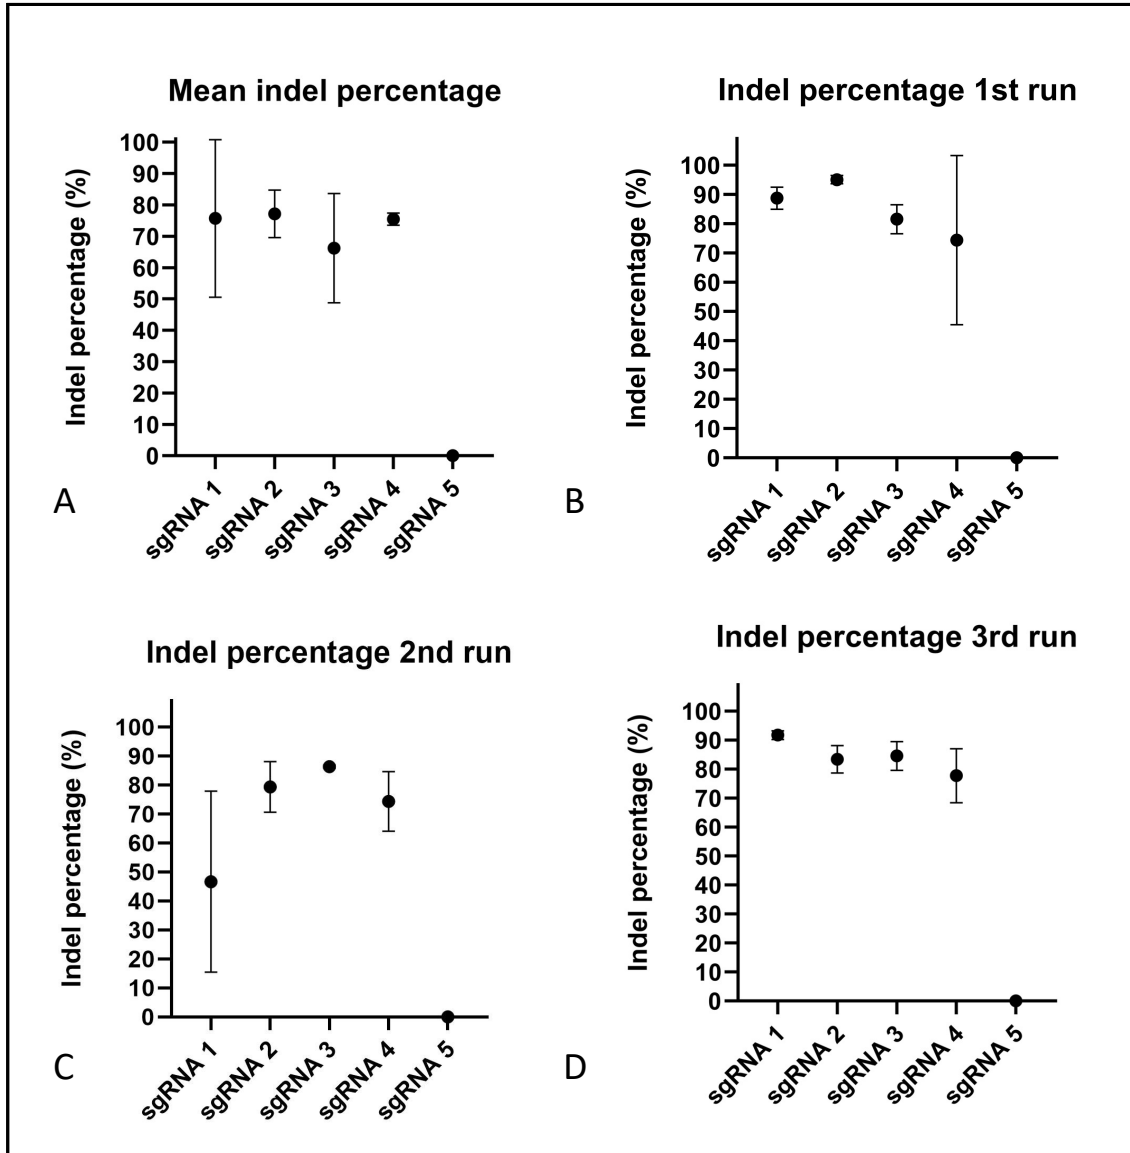 Mean indel percentage
Indel percentage (%)
100
90
80
70
60
50
40
30
20
10
0
sgRNA 1
sgRNA 2
sgRNA 3
sgRNA 4
sgRNA 5
A
Indel percentage 1st run
Indel percentage (%)
100
90
80
70
60
50
40
30
20
10
0
sgRNA 1
sgRNA 2
sgRNA 3
sgRNA 4
sgRNA 5
B
Indel percentage 2nd run
Indel percentage (%)
100
90
80
70
60
50
40
30
20
10
0
sgRNA 1
sgRNA 2
sgRNA 3
sgRNA 4
sgRNA 5
C
Indel percentage 3rd run
Indel percentage (%)
100
90
80
70
60
50
40
30
20
10
0
sgRNA 1
sgRNA 2
sgRNA 3
sgRNA 4
sgRNA 5
D